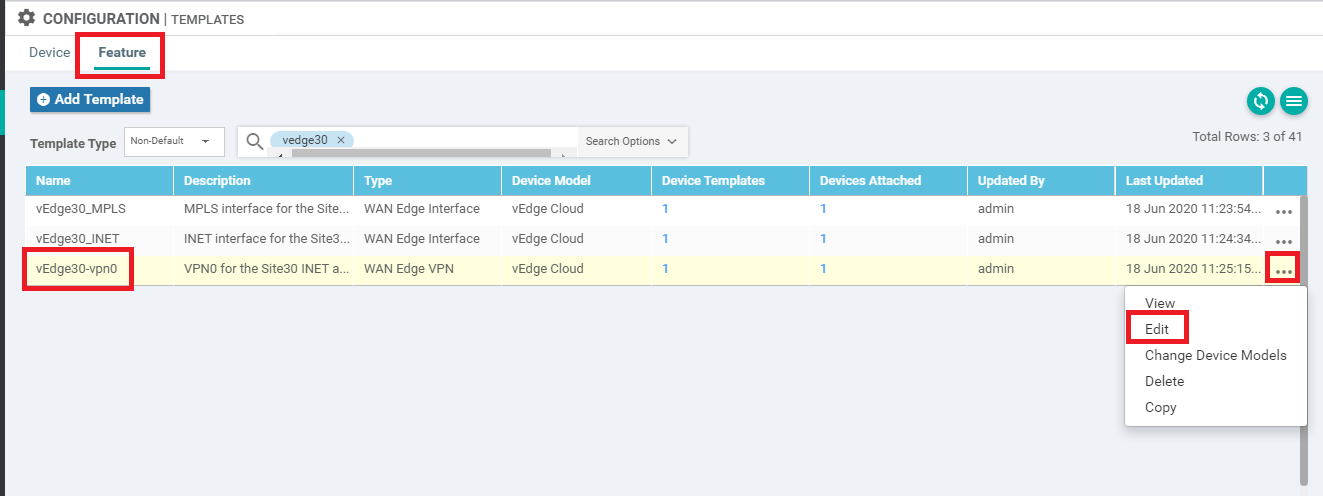 CONFIGURATION | TEMPLATES
Device Feature
Add Template
Template Type Non-Default vedge30 × Search Options Total Rows: 3 of 41
Name Description Type Device Model Device Templates Devices Attached Updated By Last Updated
vEdge30_MPLS MPLS interface for the Site... WAN Edge Interface vEdge Cloud 1 1 admin 18 Jun 2020 11:23:54... •••
vEdge30_INET INET interface for the Site3... WAN Edge Interface vEdge Cloud 1 1 admin 18 Jun 2020 11:24:34... •••
vEdge30-vpn0 VPN0 for the Site30 INET a... WAN Edge VPN vEdge Cloud 1 1 admin 18 Jun 2020 11:25:15... •••
View
Edit
Change Device Models
Delete
Copy